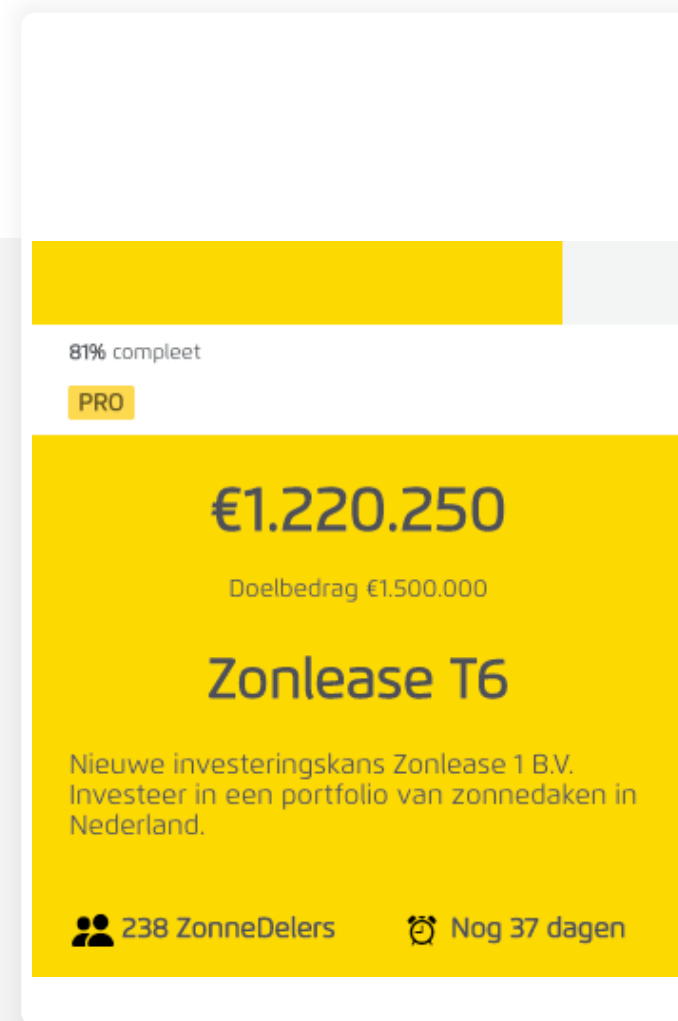 81% compleet
PRO
€1.220.250
Doelbedrag €1.500.000
Zonlease T6
Nieuwe investeringskans Zonlease 1 B.V.
Investeer in een portfolio van zonnedaken in
Nederland.
238 ZonneDelers
Nog 37 dagen